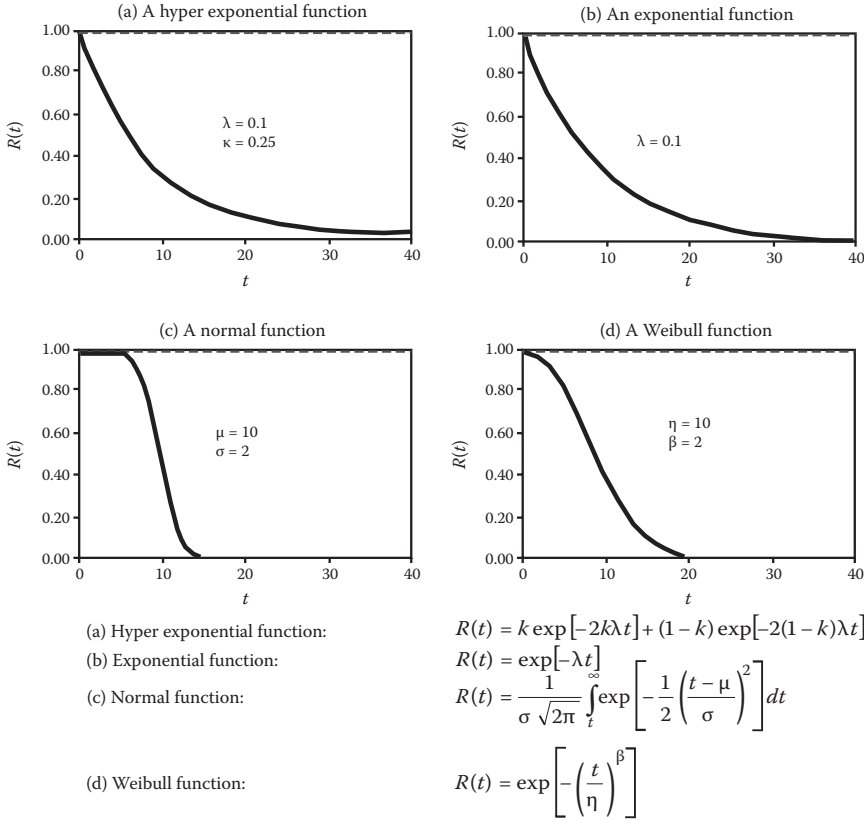 (a) A hyper exponential function
1.00
0.80
0.60
0.40
0.20
0.00
R(t)
λ = 0.1
κ = 0.25
0 10 20 30 40
t
(b) An exponential function
1.00
0.80
0.60
0.40
0.20
0.00
R(t)
λ = 0.1
0 10 20 30 40
t
(c) A normal function
1.00
0.80
0.60
0.40
0.20
0.00
R(t)
μ = 10
σ = 2
0 10 20 30 40
t
(d) A Weibull function
1.00
0.80
0.60
0.40
0.20
0.00
R(t)
η = 10
β = 2
0 10 20 30 40
t
(a) Hyper exponential function: R(t) = k exp[−2kλt] + (1 − k) exp[−2(1 − k)λt]
(b) Exponential function: R(t) = exp[−λt]
(c) Normal function: R(t) = 1/(σ √(2π)) ∫_t^∞ exp[−1/2 ((t − μ)/σ)^2] dt
(d) Weibull function: R(t) = exp[−(t/η)^β]